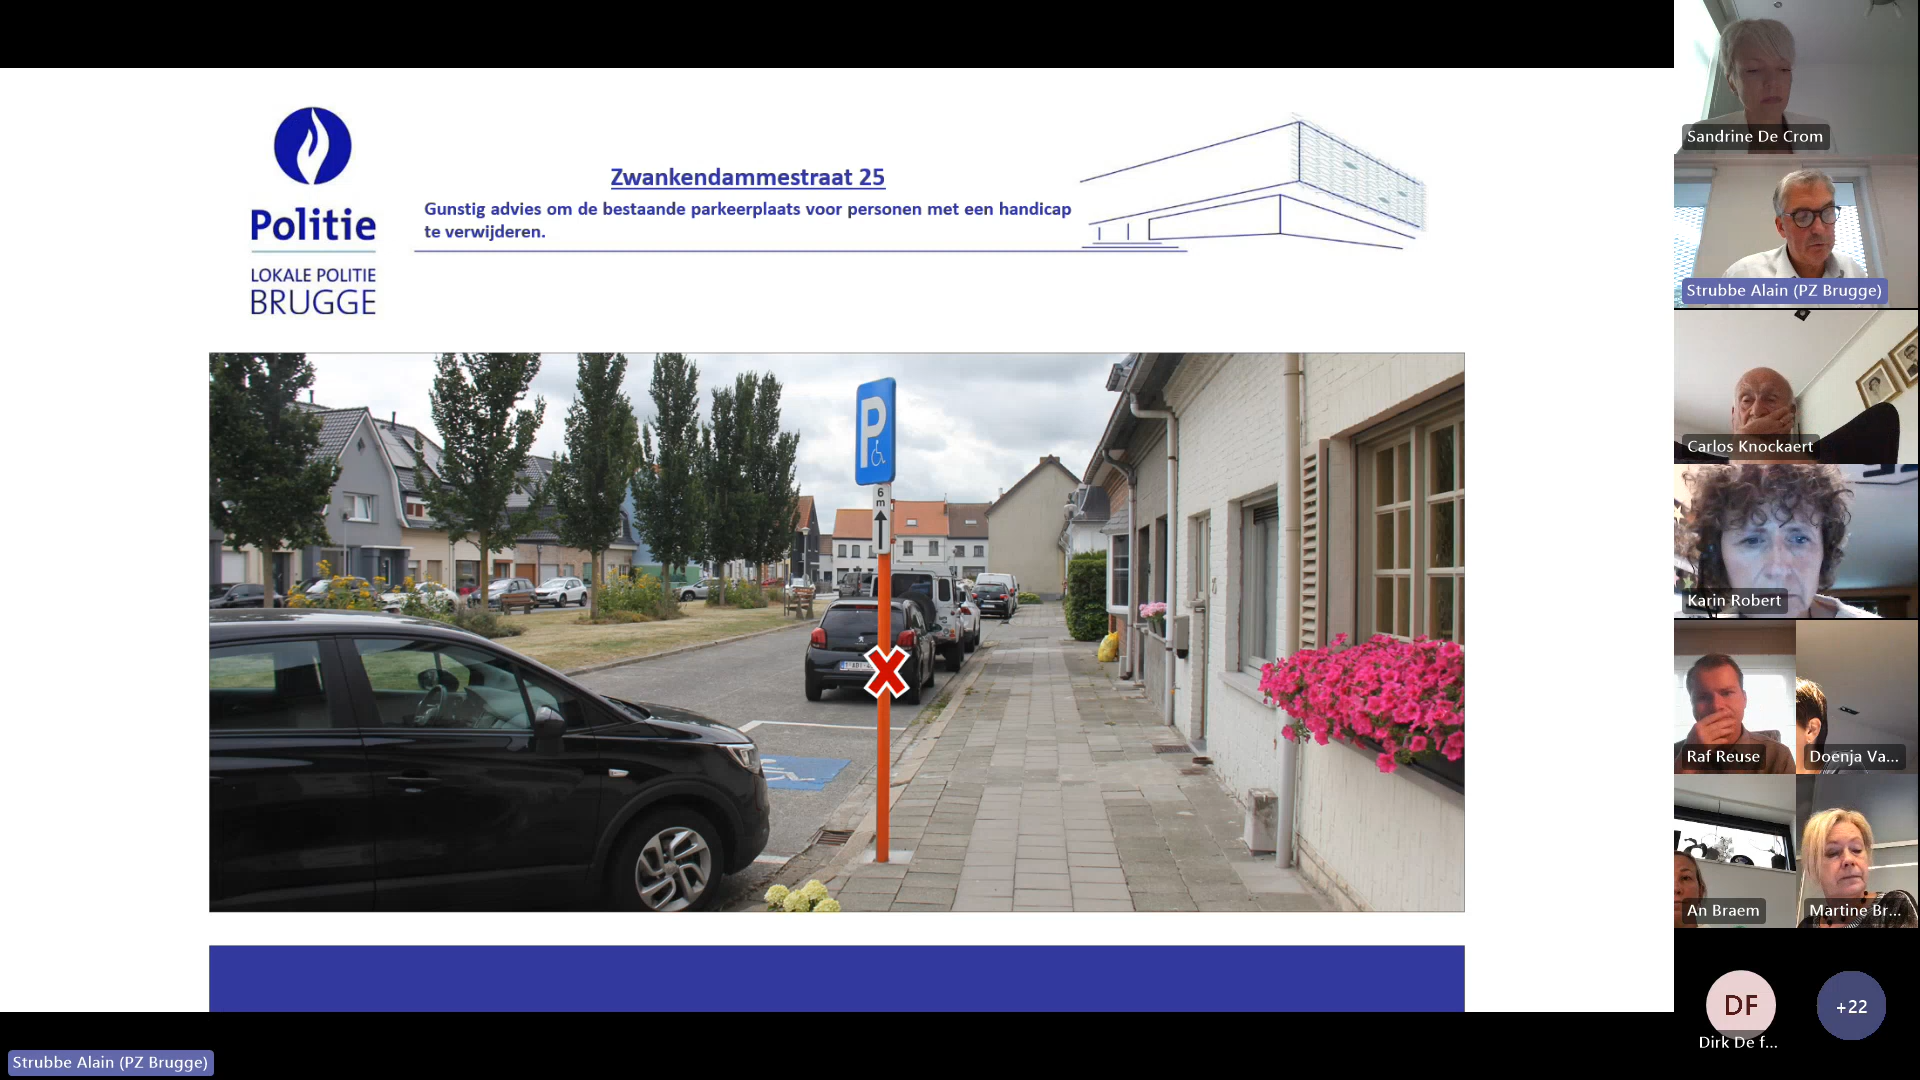 Politie
LOKALE POLITIE
BRUGGE
Zwankendammestraat 25
Gunstig advies om de bestaande parkeerplaats voor personen met een handicap
te verwijderen.
P
6
m
Sandrine De Crom
Strubbe Alain (PZ Brugge)
Carlos Knockaert
Karin Robert
Raf Reuse
Doenja Va...
An Braem
Martine Br...
DF
Dirk De f...
+22
Strubbe Alain (PZ Brugge)